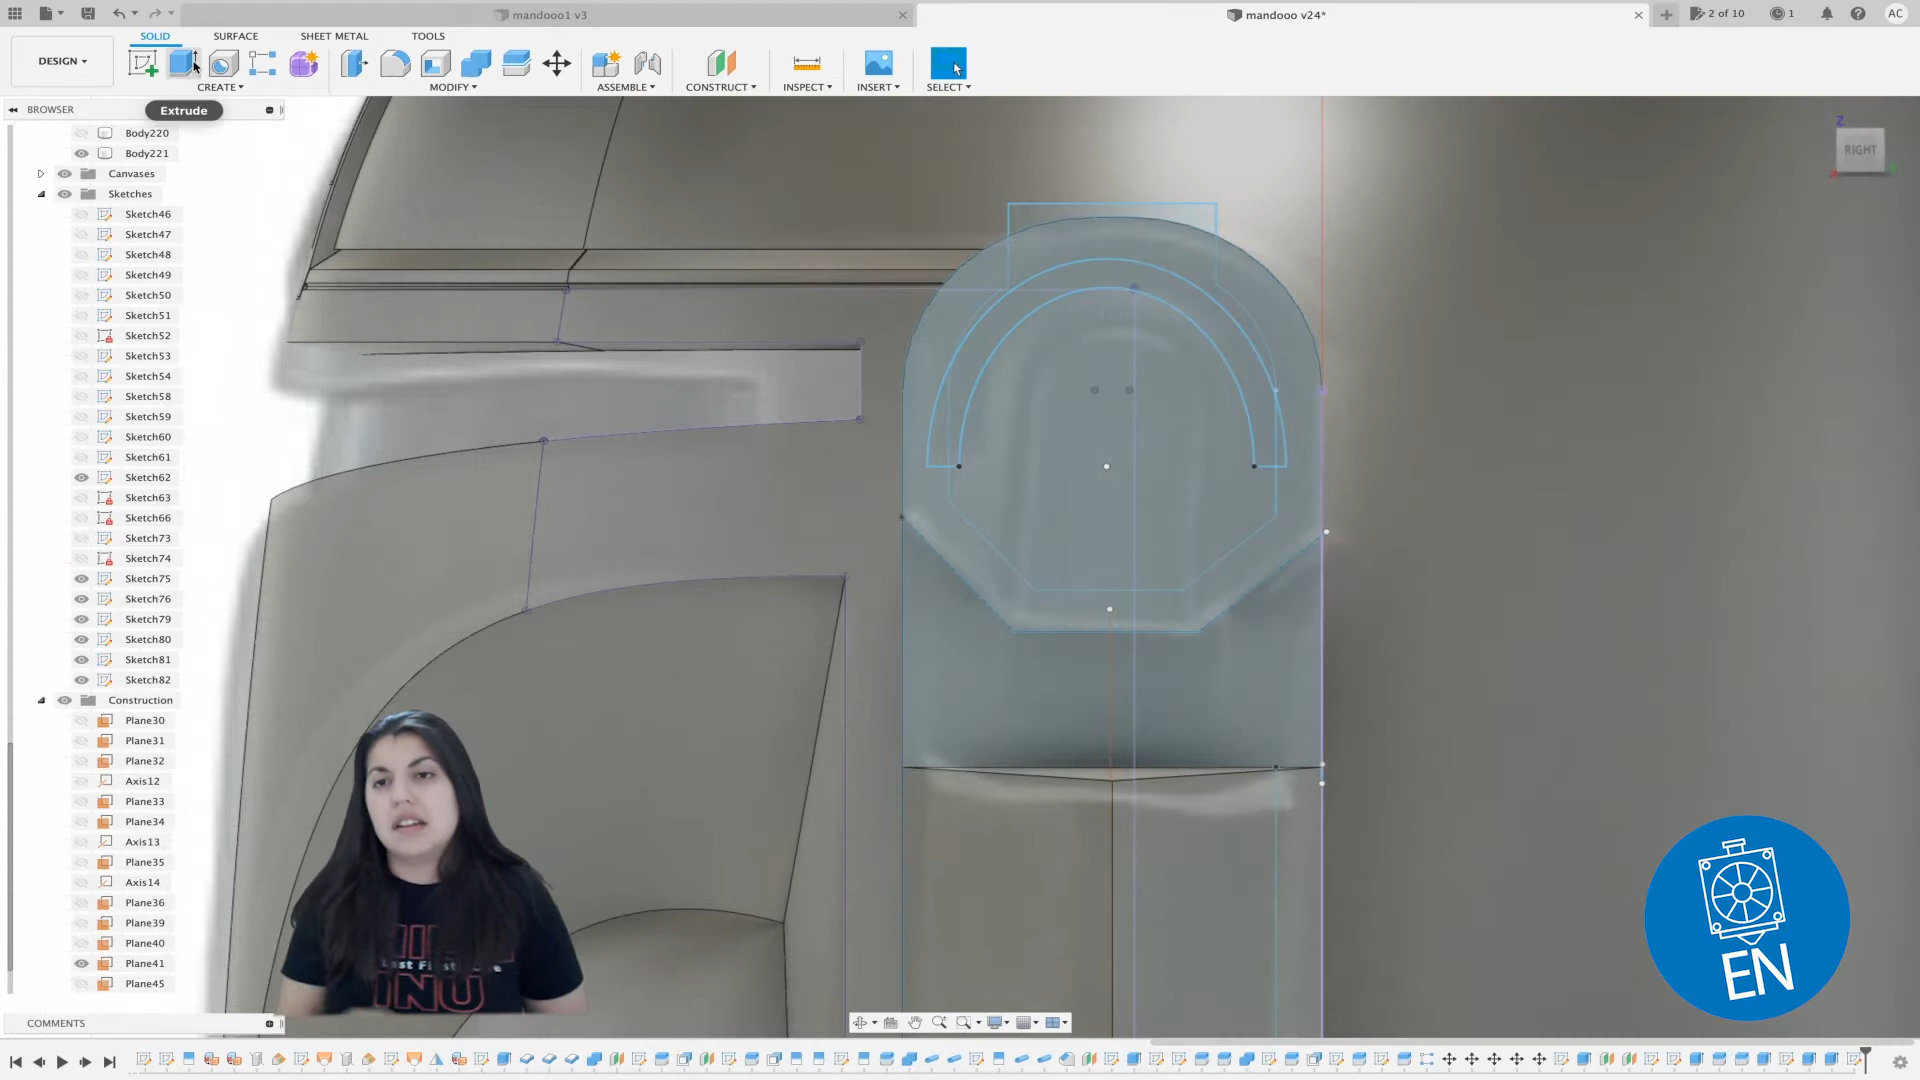 mandooo1 v3
mandooo v24*
2 of 10
1
AC
DESIGN
SOLID
SURFACE
SHEET METAL
TOOLS
CREATE
MODIFY
ASSEMBLE
CONSTRUCT
INSPECT
INSERT
SELECT
BROWSER
Extrude
Z
RIGHT
Body220
Body221
Canvases
Sketches
Sketch46
Sketch47
Sketch48
Sketch49
Sketch50
Sketch51
Sketch52
Sketch53
Sketch54
Sketch58
Sketch59
Sketch60
Sketch61
Sketch62
Sketch63
Sketch66
Sketch73
Sketch74
Sketch75
Sketch76
Sketch79
Sketch80
Sketch81
Sketch82
Construction
Plane30
Plane31
Plane32
Axis12
Plane33
Plane34
Axis13
Plane35
Axis14
Plane36
Plane39
Plane40
Plane41
Plane45
EN
COMMENTS